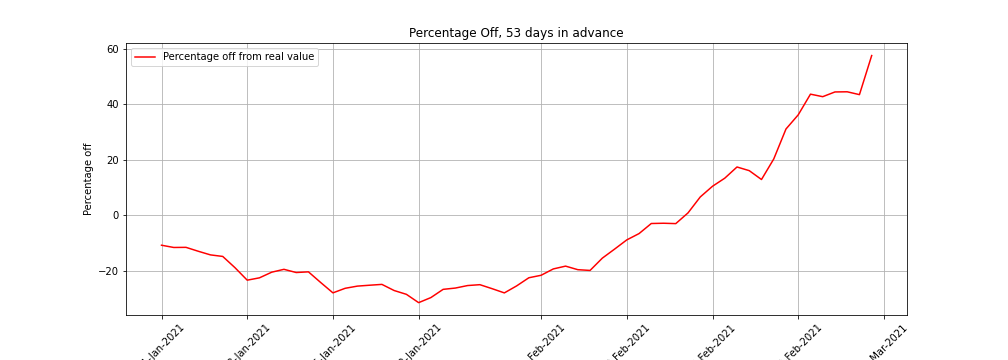 Percentage Off, 53 days in advance
Percentage off from real value
Percentage off
60
40
20
0
−20
-Jan-2021
-Jan-2021
-Jan-2021
-Jan-2021
Feb-2021
-Feb-2021
-Feb-2021
-Feb-2021
Mar-2021